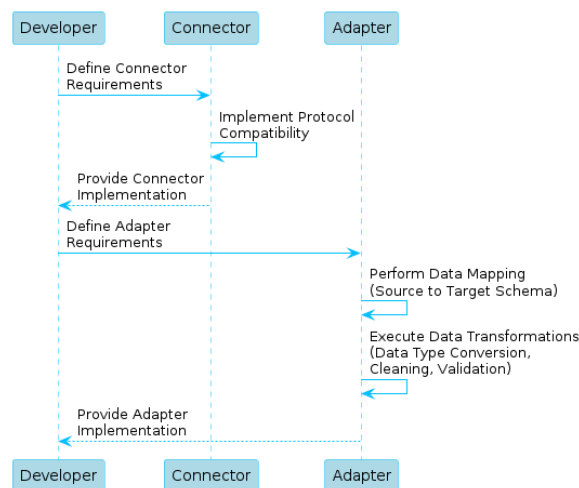 Developer
Connector
Adapter
Define Connector
Requirements
Implement Protocol
Compatibility
Provide Connector
Implementation
Define Adapter
Requirements
Perform Data Mapping
(Source to Target Schema)
Execute Data Transformations
(Data Type Conversion,
Cleaning, Validation)
Provide Adapter
Implementation
Developer
Connector
Adapter